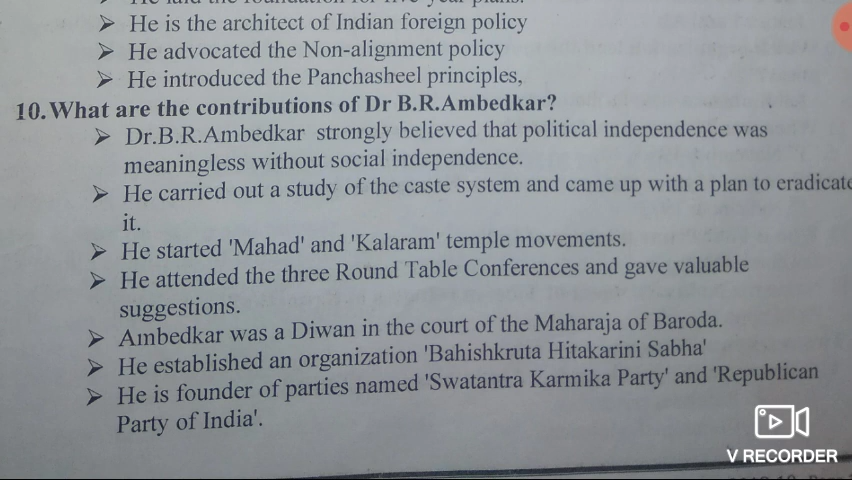 ➢ He is the architect of Indian foreign policy
➢ He advocated the Non-alignment policy
➢ He introduced the Panchasheel principles,
10. What are the contributions of Dr B.R.Ambedkar?
➢ Dr.B.R.Ambedkar strongly believed that political independence was
meaningless without social independence.
➢ He carried out a study of the caste system and came up with a plan to eradicate
it.
➢ He started 'Mahad' and 'Kalaram' temple movements.
➢ He attended the three Round Table Conferences and gave valuable
suggestions.
➢ Ambedkar was a Diwan in the court of the Maharaja of Baroda.
➢ He established an organization 'Bahishkruta Hitakarini Sabha'
➢ He is founder of parties named 'Swatantra Karmika Party' and 'Republican
Party of India'.
V RECORDER